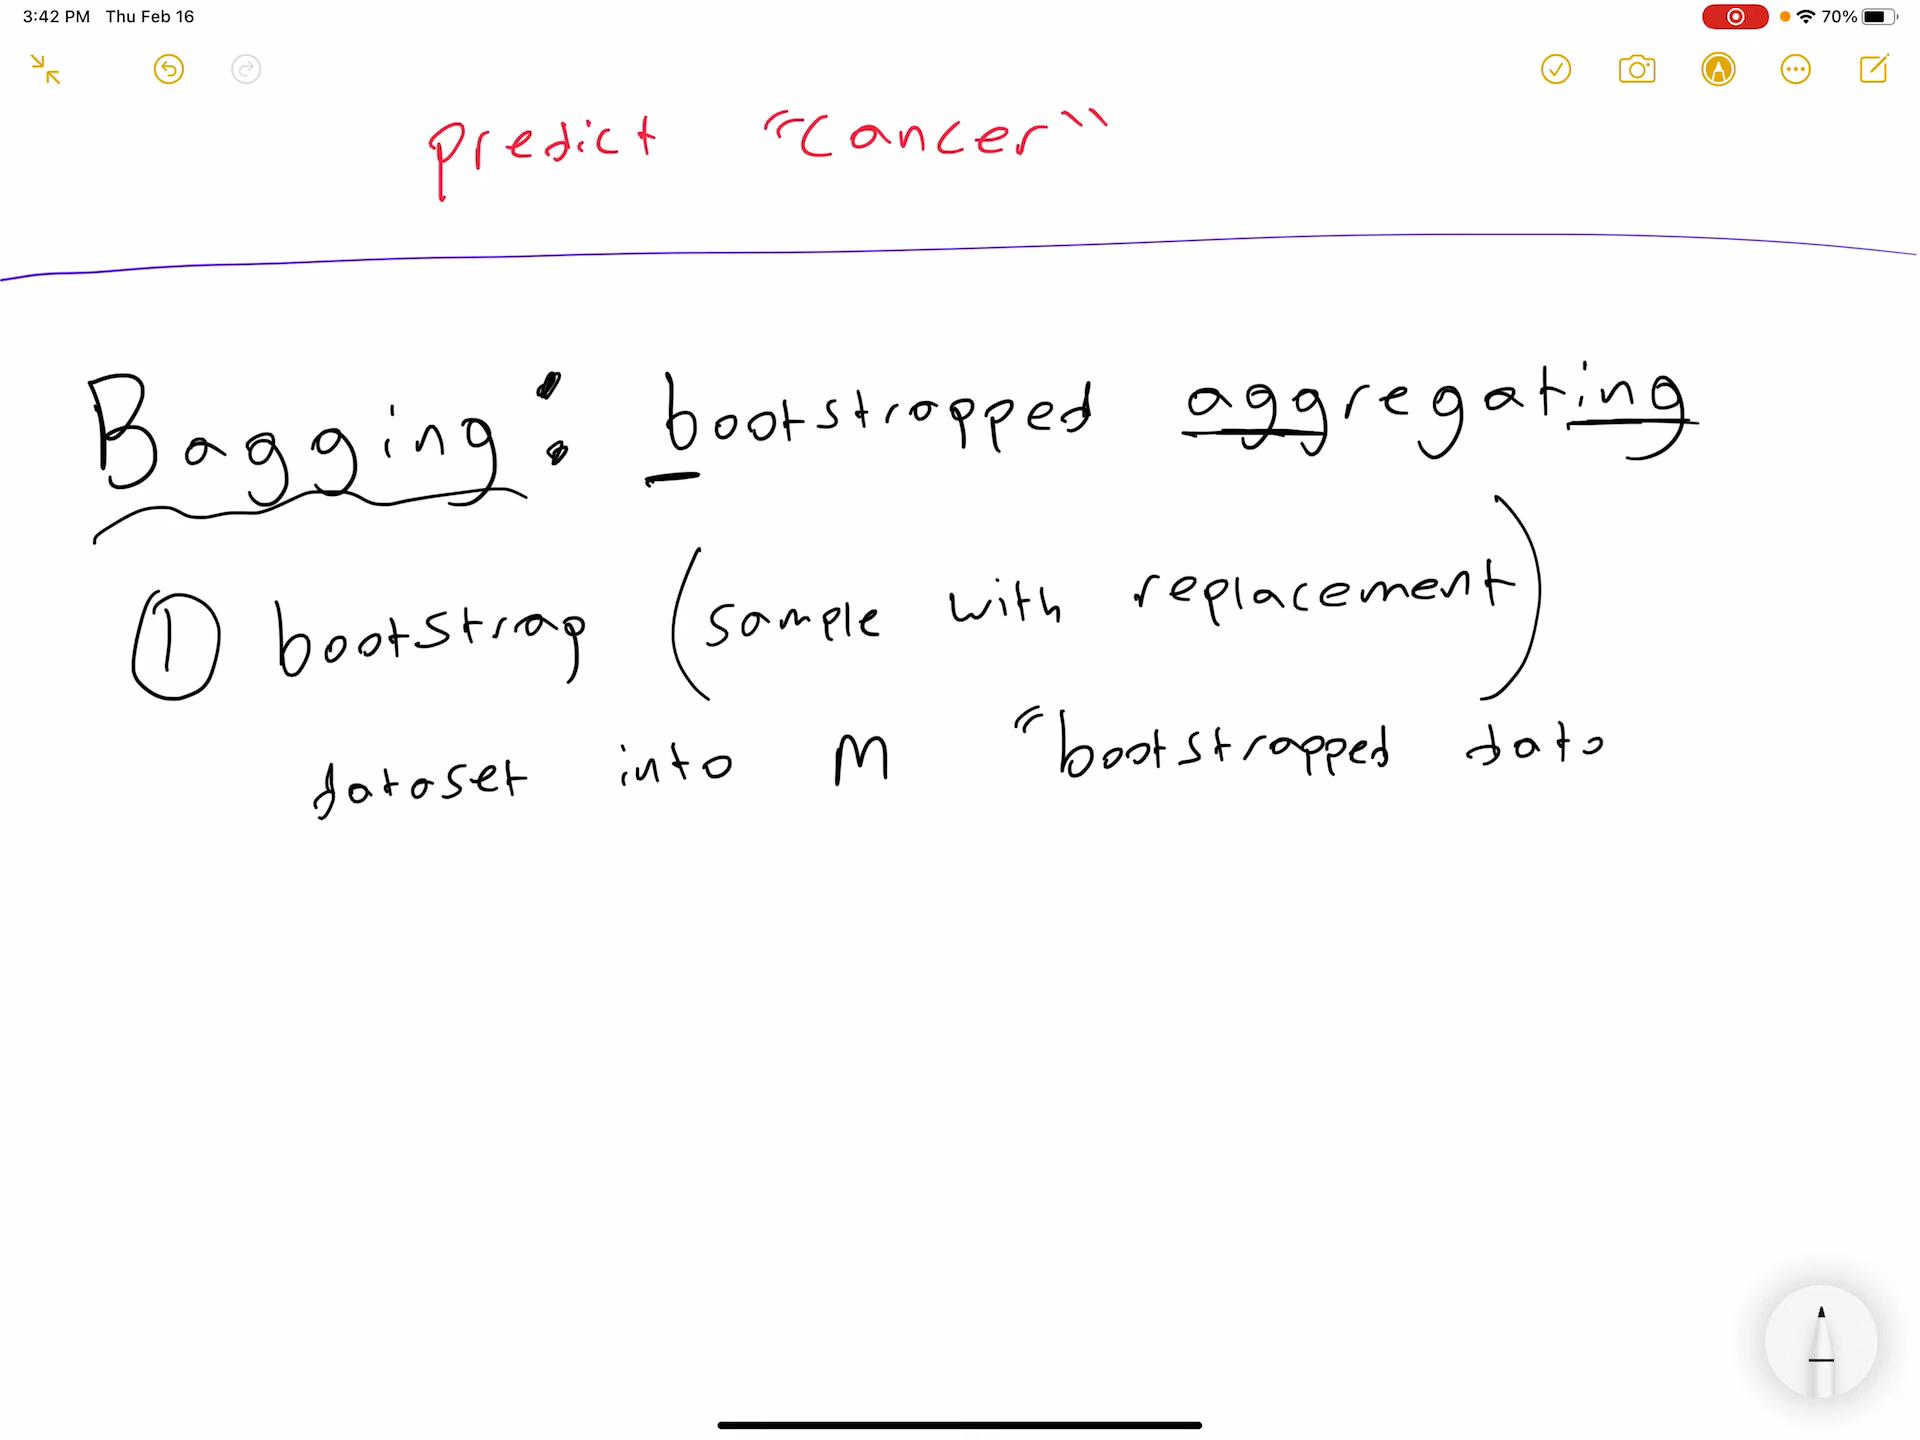 3:42 PM Thu Feb 16 70%
predict "Cancer"
Bagging: bootstrapped aggregating
① bootstrap (sample with replacement)
dataset into M "bootstrapped data